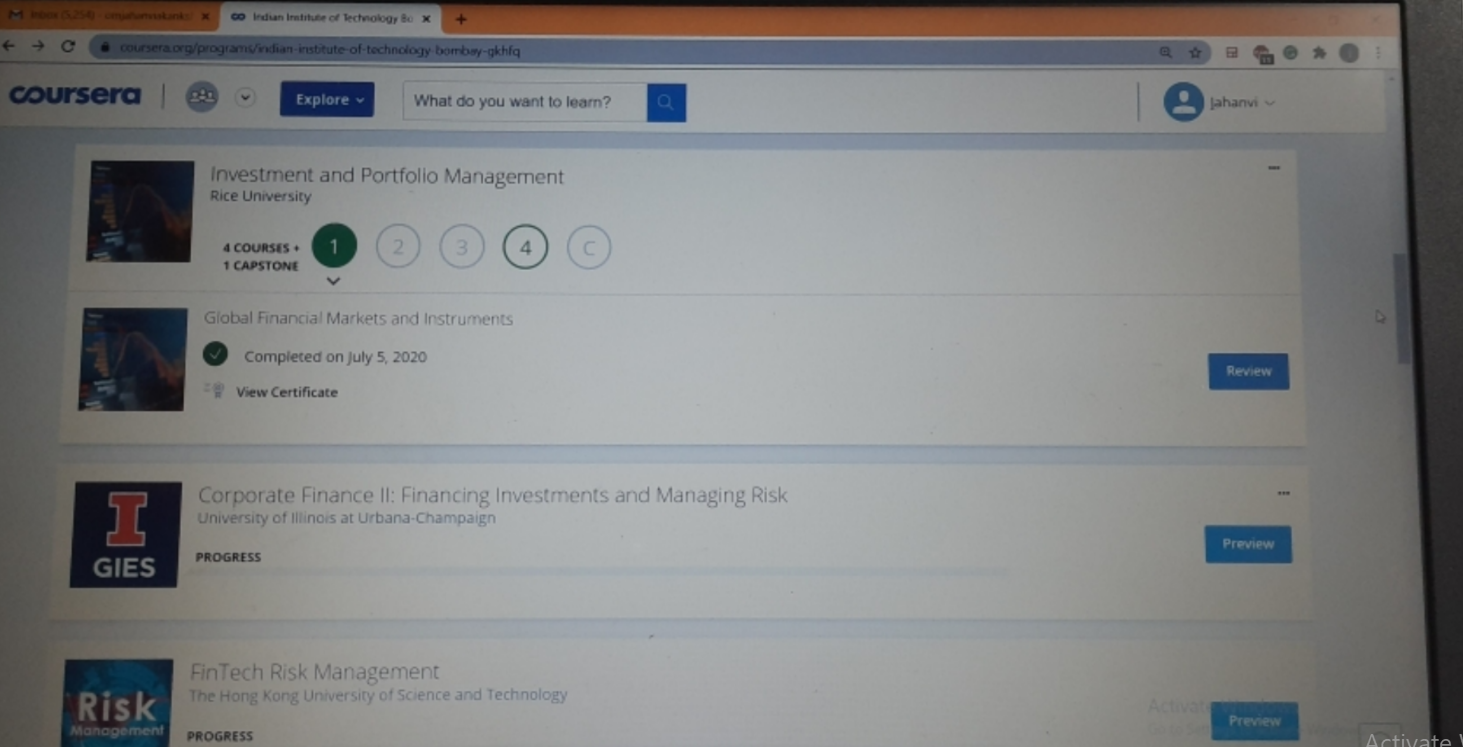 Inbox (5,254) -
Indian Institute of Technology Bo
coursera.org/programs/indian-institute-of-technology-bombay-gkhfq
coursera
Explore
What do you want to learn?
Jahanvi
Investment and Portfolio Management
Rice University
4 COURSES +
1 CAPSTONE
1 2 3 4 C
Global Financial Markets and Instruments
Completed on July 5, 2020
View Certificate
Review
Corporate Finance II: Financing Investments and Managing Risk
University of Illinois at Urbana-Champaign
I
GIES
PROGRESS
Preview
FinTech Risk Management
The Hong Kong University of Science and Technology
Risk
Management
PROGRESS
Preview
Activate
Activate